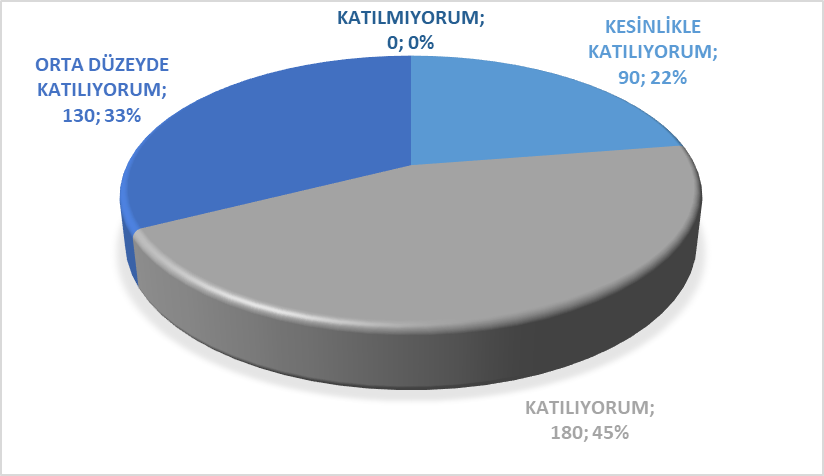 KATILMIYORUM;
0; 0%
KESİNLİKLE
KATILIYORUM;
90; 22%
ORTA DÜZEYDE
KATILIYORUM;
130; 33%
KATILIYORUM;
180; 45%